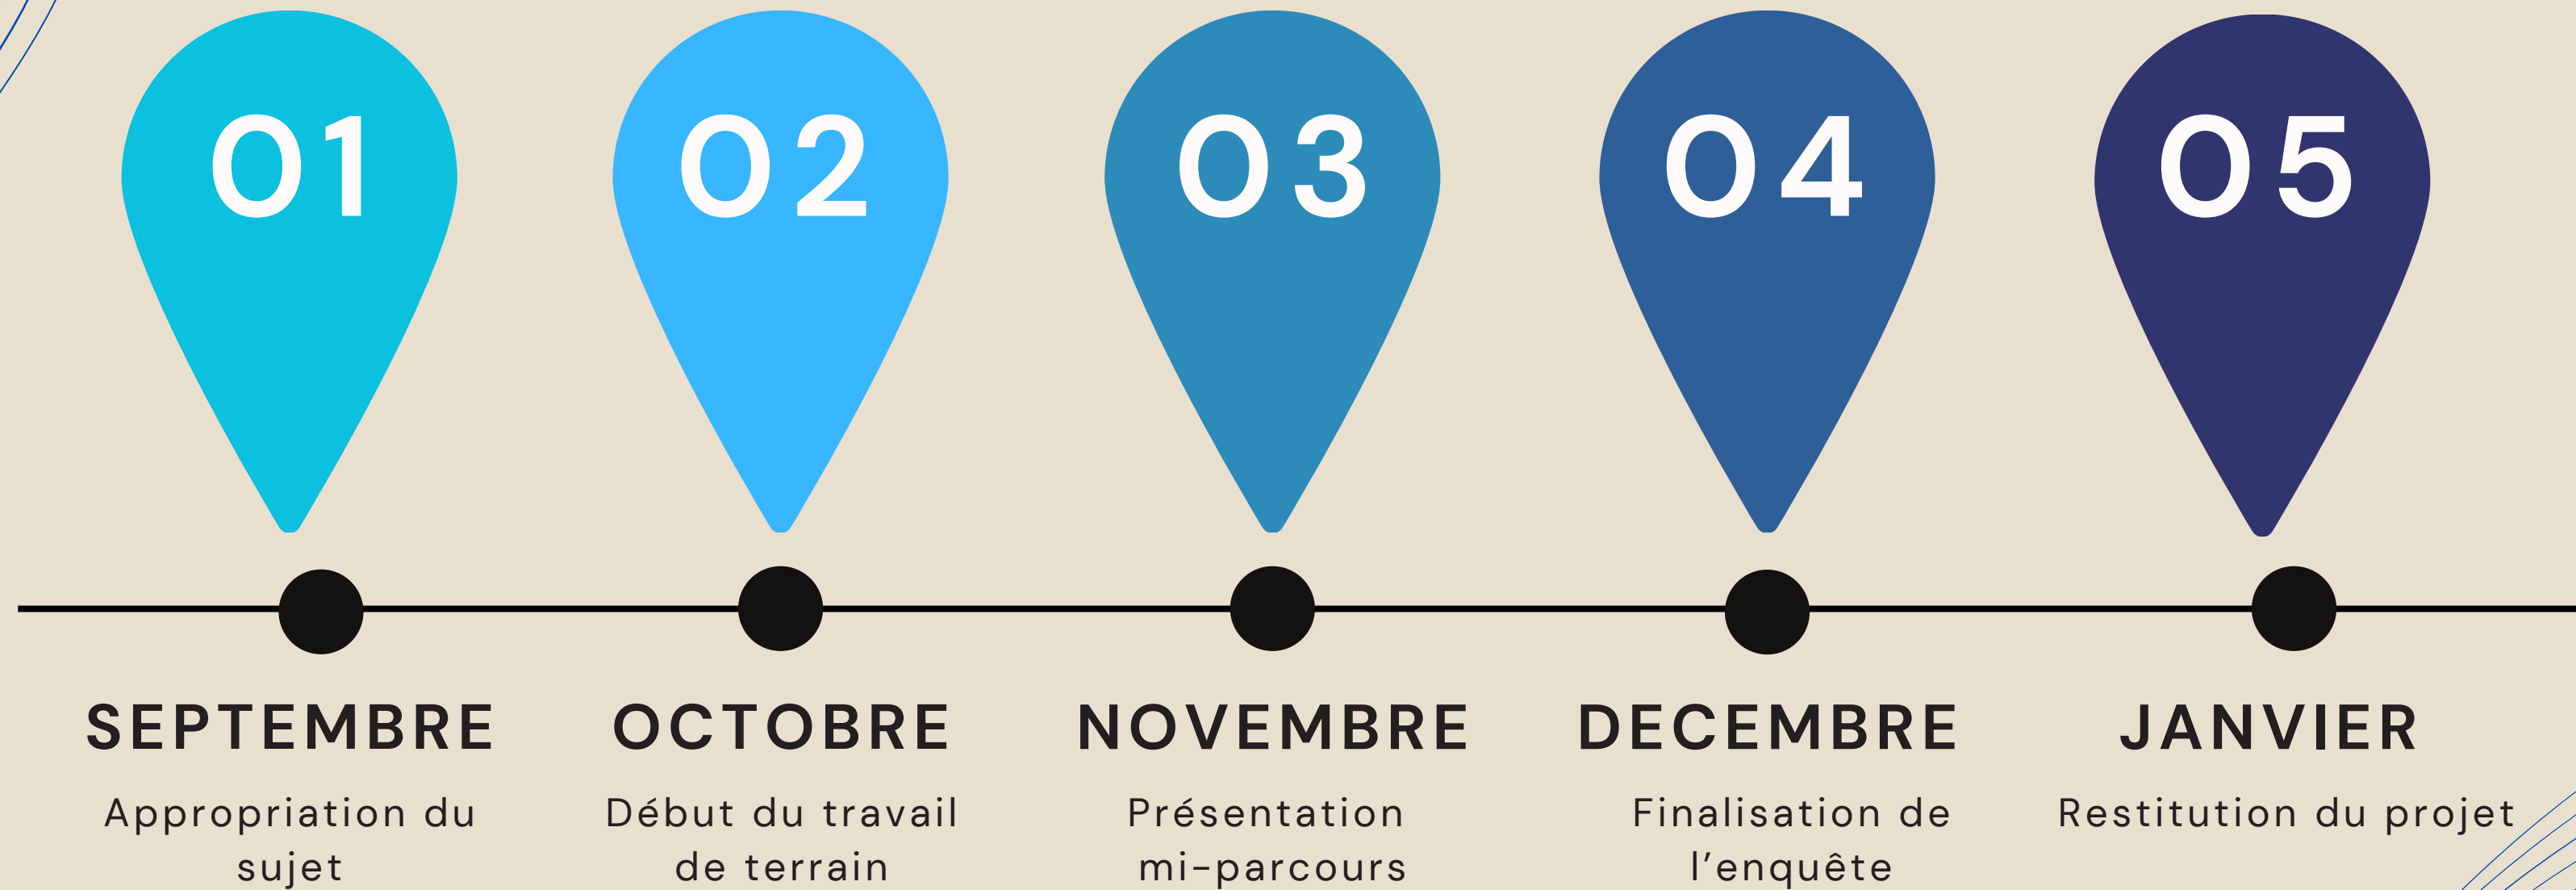 01
02
03
04
05
SEPTEMBRE
Appropriation du
sujet
OCTOBRE
Début du travail
de terrain
NOVEMBRE
Présentation
mi-parcours
DECEMBRE
Finalisation de
l’enquête
JANVIER
Restitution du projet